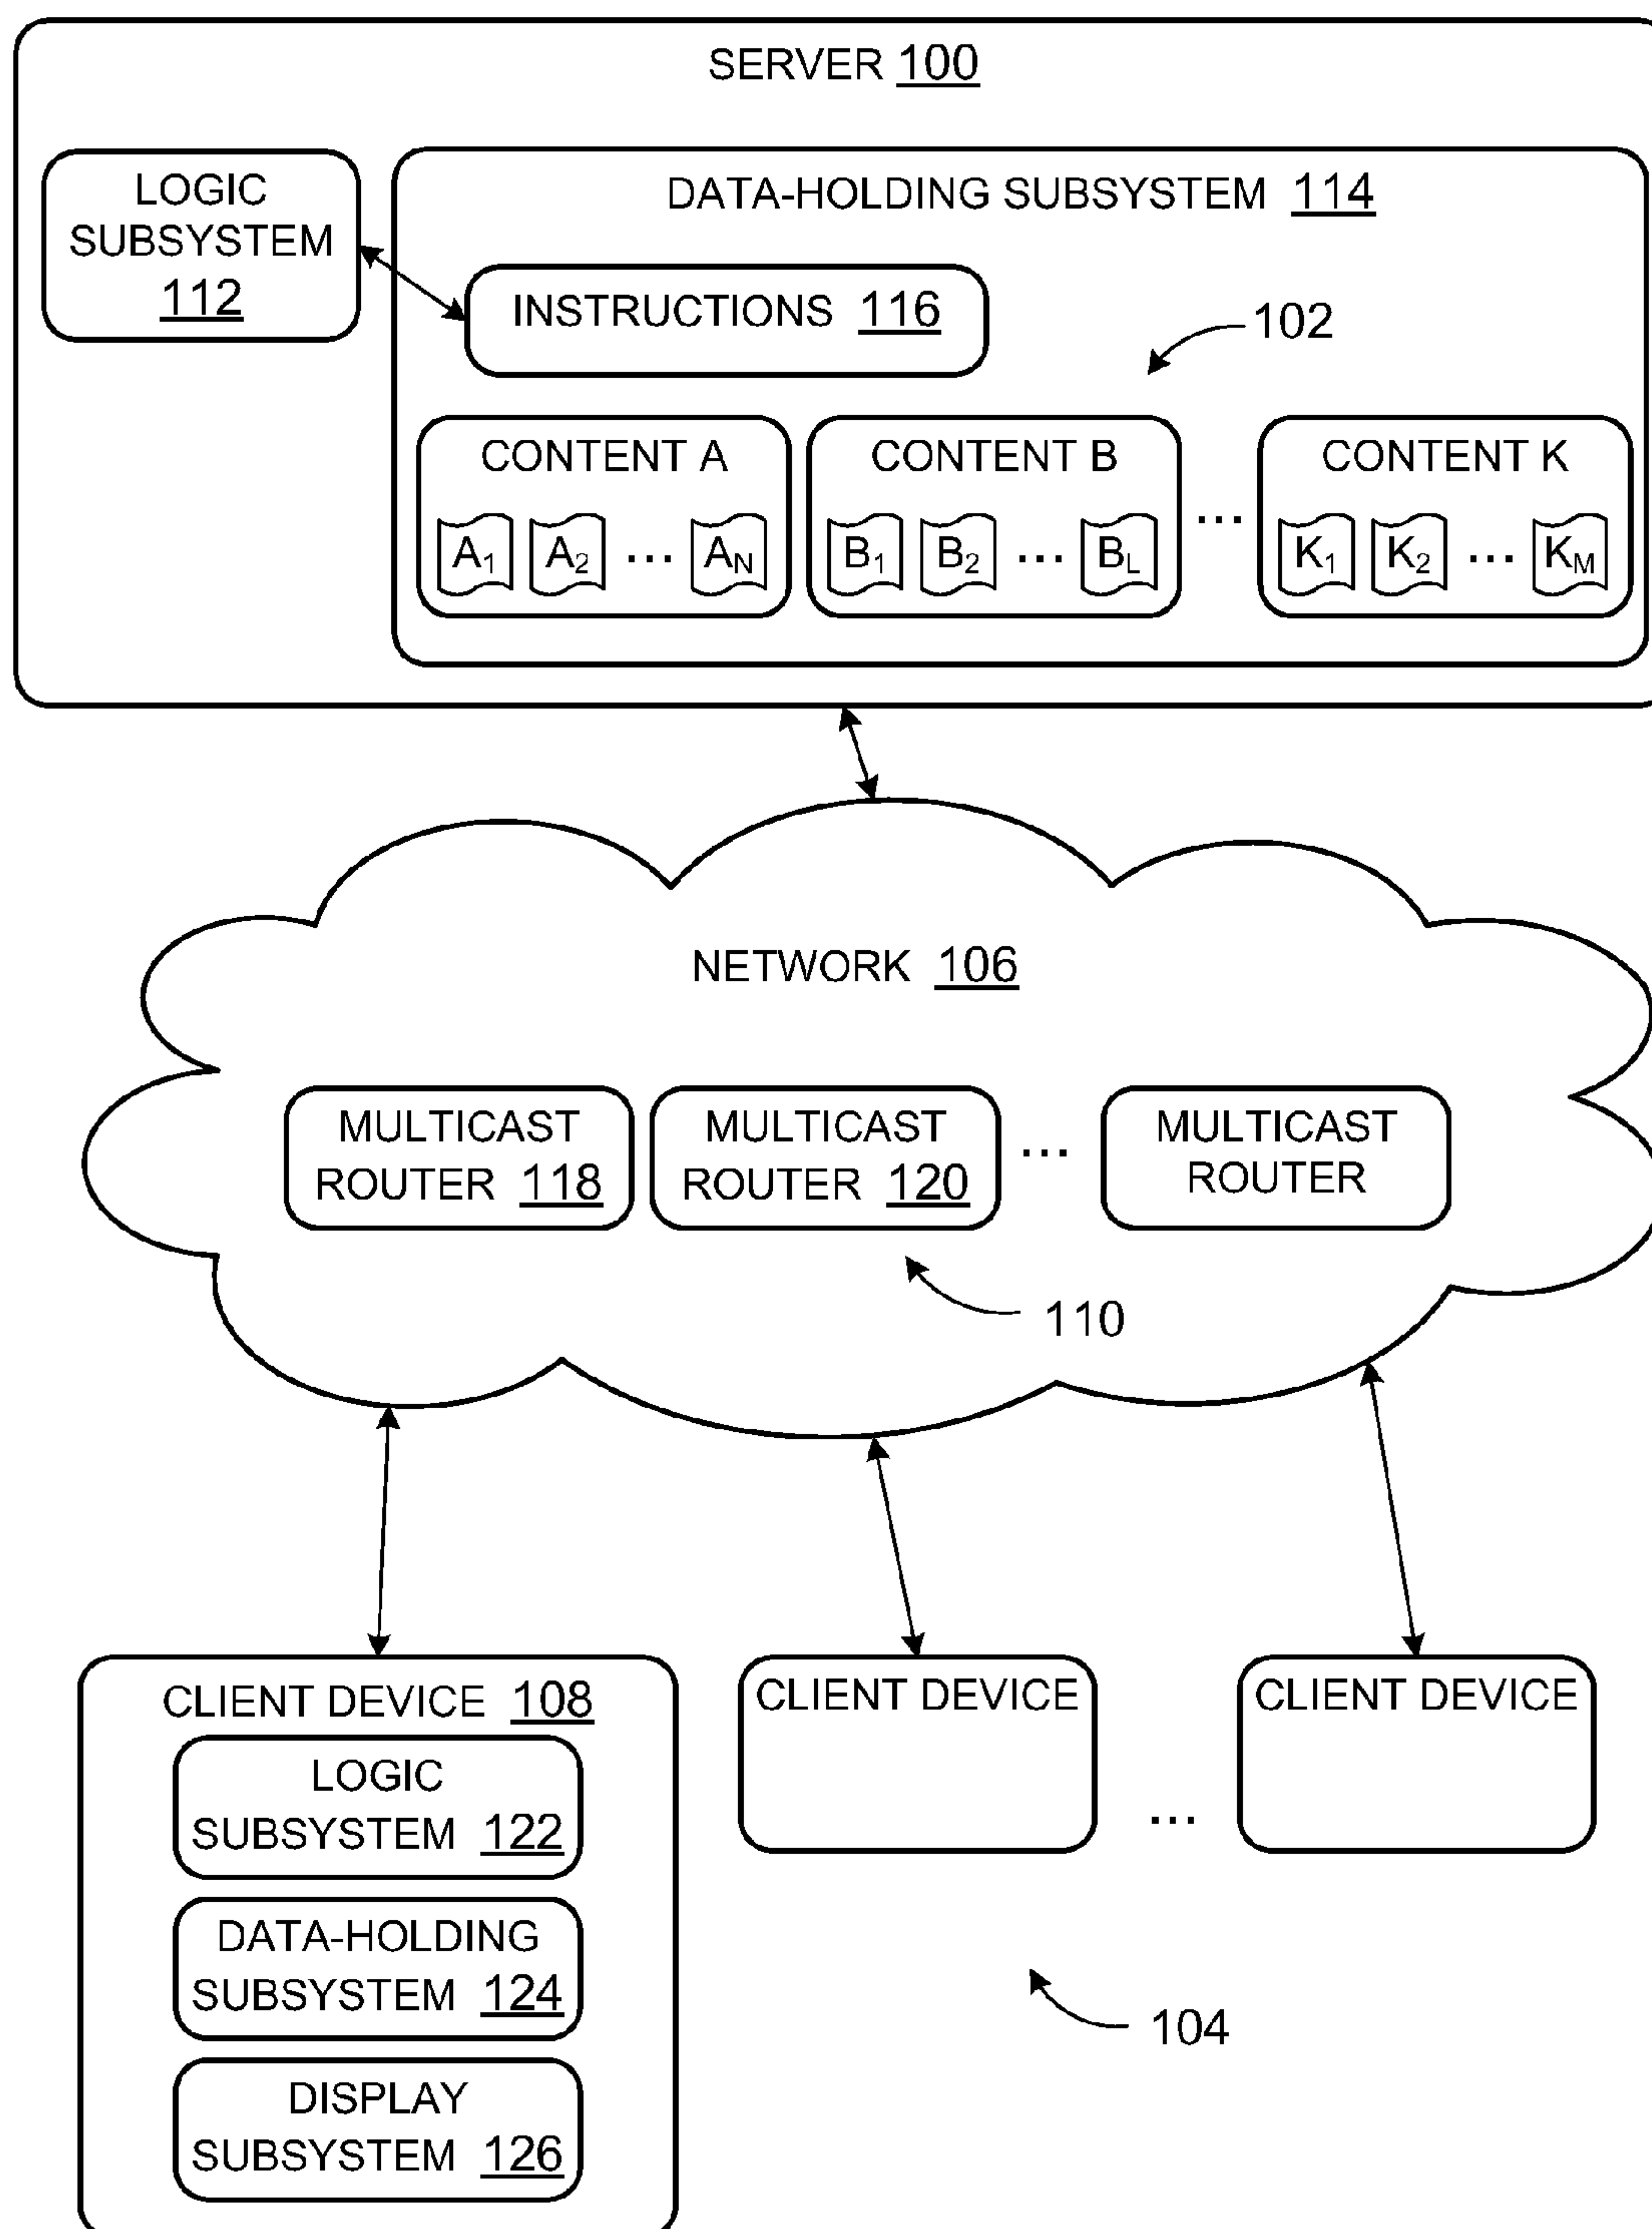 SERVER 100
LOGIC
SUBSYSTEM
112
DATA-HOLDING SUBSYSTEM 114
INSTRUCTIONS 116
102
CONTENT A
A1 A2 ... AN
CONTENT B
B1 B2 ... BL
...
CONTENT K
K1 K2 ... KM
NETWORK 106
MULTICAST
ROUTER 118
MULTICAST
ROUTER 120
...
MULTICAST
ROUTER
110
CLIENT DEVICE 108
LOGIC
SUBSYSTEM 122
DATA-HOLDING
SUBSYSTEM 124
DISPLAY
SUBSYSTEM 126
CLIENT DEVICE
...
CLIENT DEVICE
104